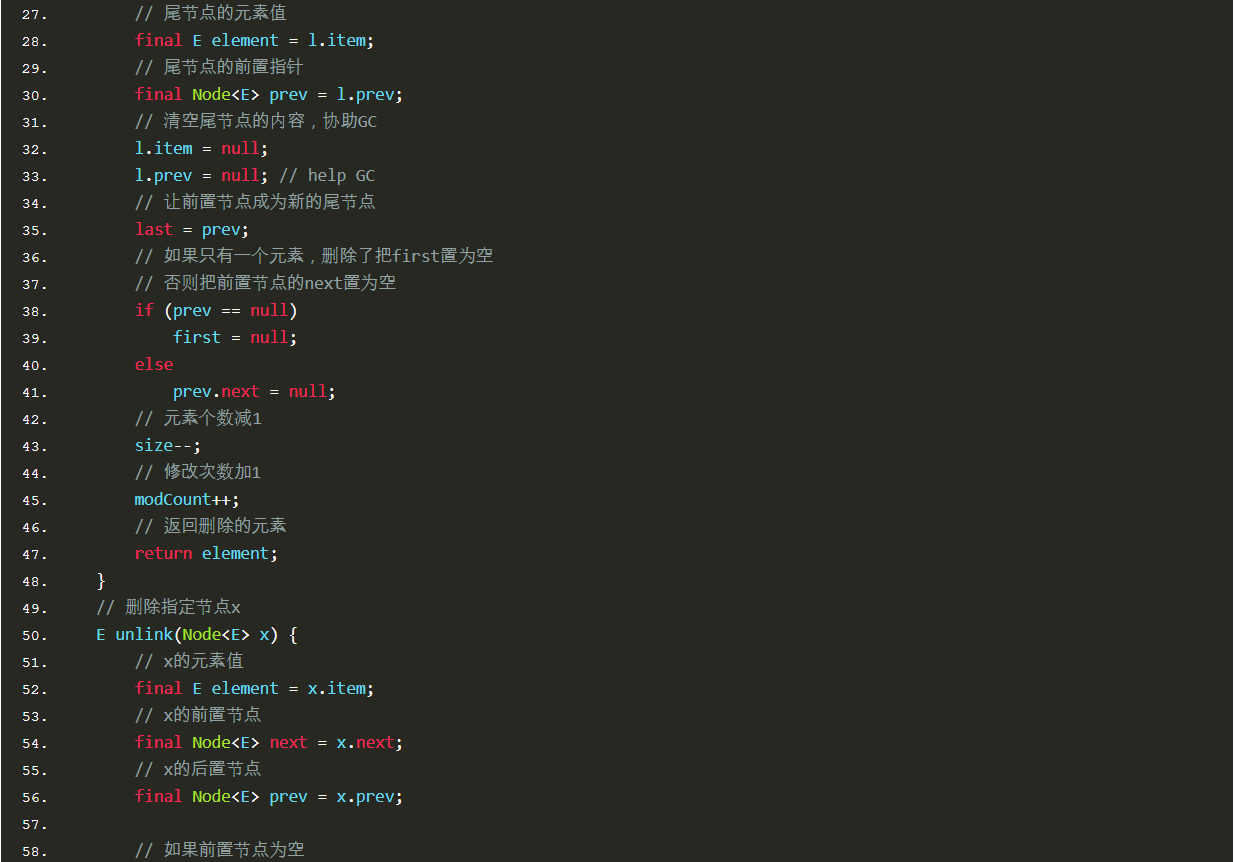 27. // 尾节点的元素值
28. final E element = l.item;
29. // 尾节点的前置指针
30. final Node<E> prev = l.prev;
31. // 清空尾节点的内容，协助GC
32. l.item = null;
33. l.prev = null; // help GC
34. // 让前置节点成为新的尾节点
35. last = prev;
36. // 如果只有一个元素，删除了把first置为空
37. // 否则把前置节点的next置为空
38. if (prev == null)
39. first = null;
40. else
41. prev.next = null;
42. // 元素个数减1
43. size--;
44. // 修改次数加1
45. modCount++;
46. // 返回删除的元素
47. return element;
48. }
49. // 删除指定节点x
50. E unlink(Node<E> x) {
51. // x的元素值
52. final E element = x.item;
53. // x的前置节点
54. final Node<E> next = x.next;
55. // x的后置节点
56. final Node<E> prev = x.prev;
57.
58. // 如果前置节点为空